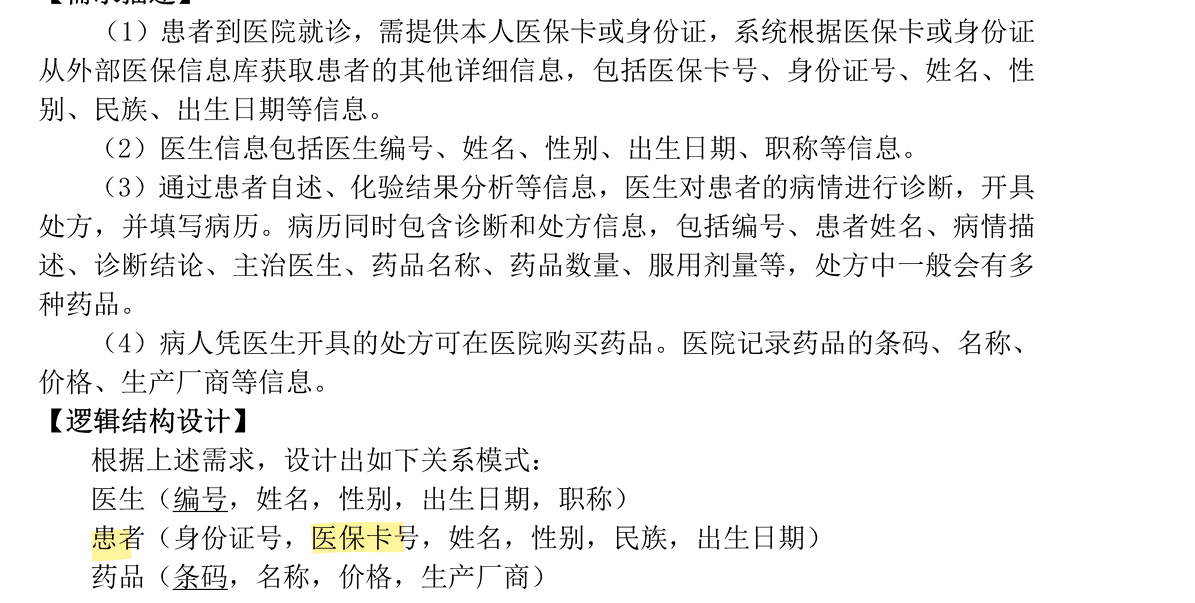 【需求描述】
（1）患者到医院就诊，需提供本人医保卡或身份证，系统根据医保卡或身份证
从外部医保信息库获取患者的其他详细信息，包括医保卡号、身份证号、姓名、性
别、民族、出生日期等信息。
（2）医生信息包括医生编号、姓名、性别、出生日期、职称等信息。
（3）通过患者自述、化验结果分析等信息，医生对患者的病情进行诊断，开具
处方，并填写病历。病历同时包含诊断和处方信息，包括编号、患者姓名、病情描
述、诊断结论、主治医生、药品名称、药品数量、服用剂量等，处方中一般会有多
种药品。
（4）病人凭医生开具的处方可在医院购买药品。医院记录药品的条码、名称、
价格、生产厂商等信息。
【逻辑结构设计】
根据上述需求，设计出如下关系模式：
医生（编号，姓名，性别，出生日期，职称）
患者（身份证号，医保卡号，姓名，性别，民族，出生日期）
药品（条码，名称，价格，生产厂商）